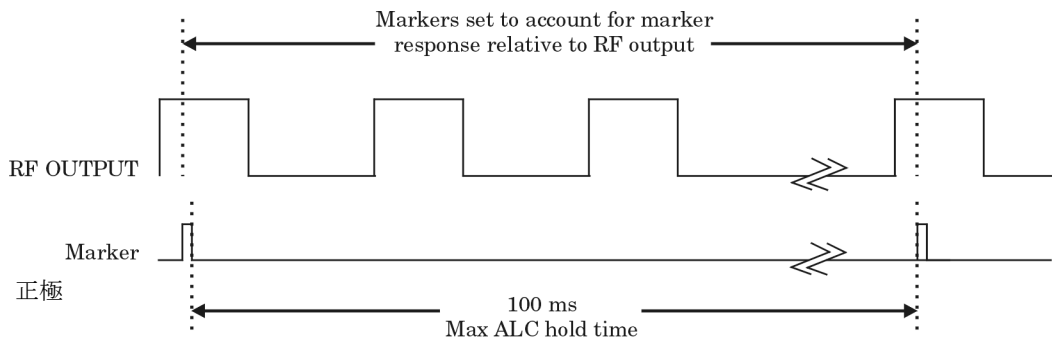 Markers set to account for marker
response relative to RF output
RF OUTPUT
Marker
正極
100 ms
Max ALC hold time